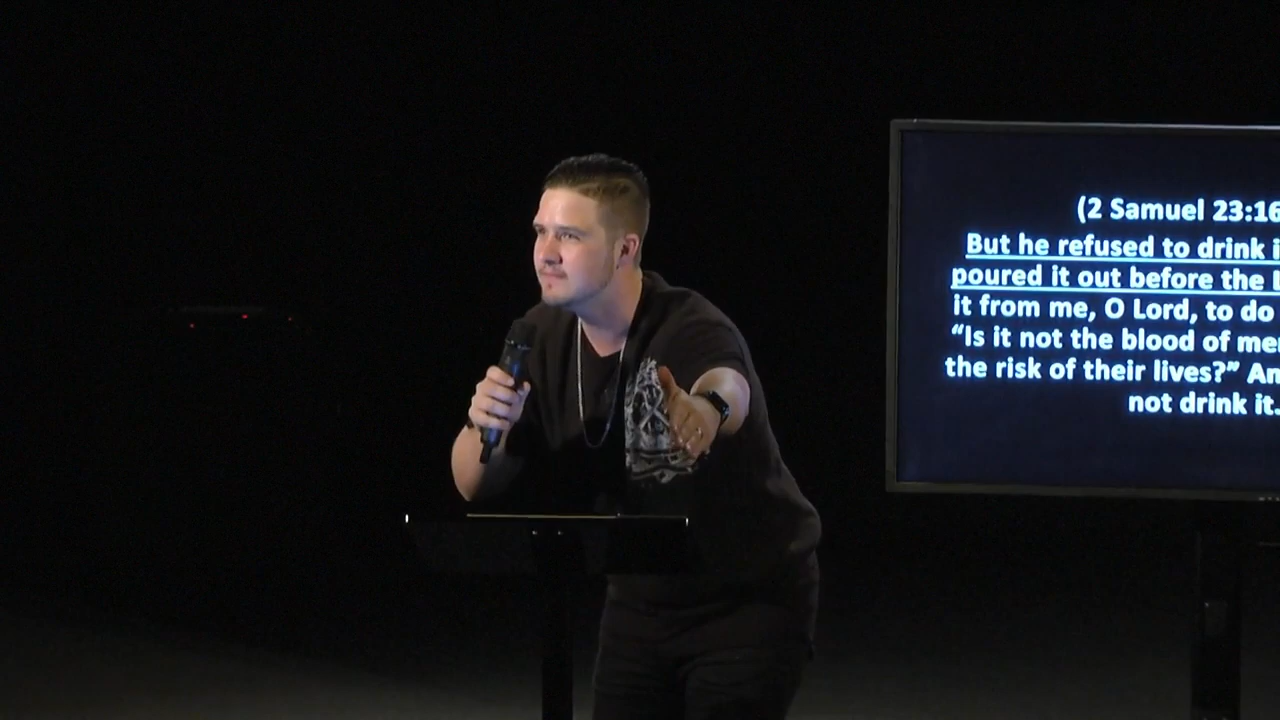 (2 Samuel 23:16
But he refused to drink i
poured it out before the L
it from me, O Lord, to do
“Is it not the blood of me
the risk of their lives?” An
not drink it.